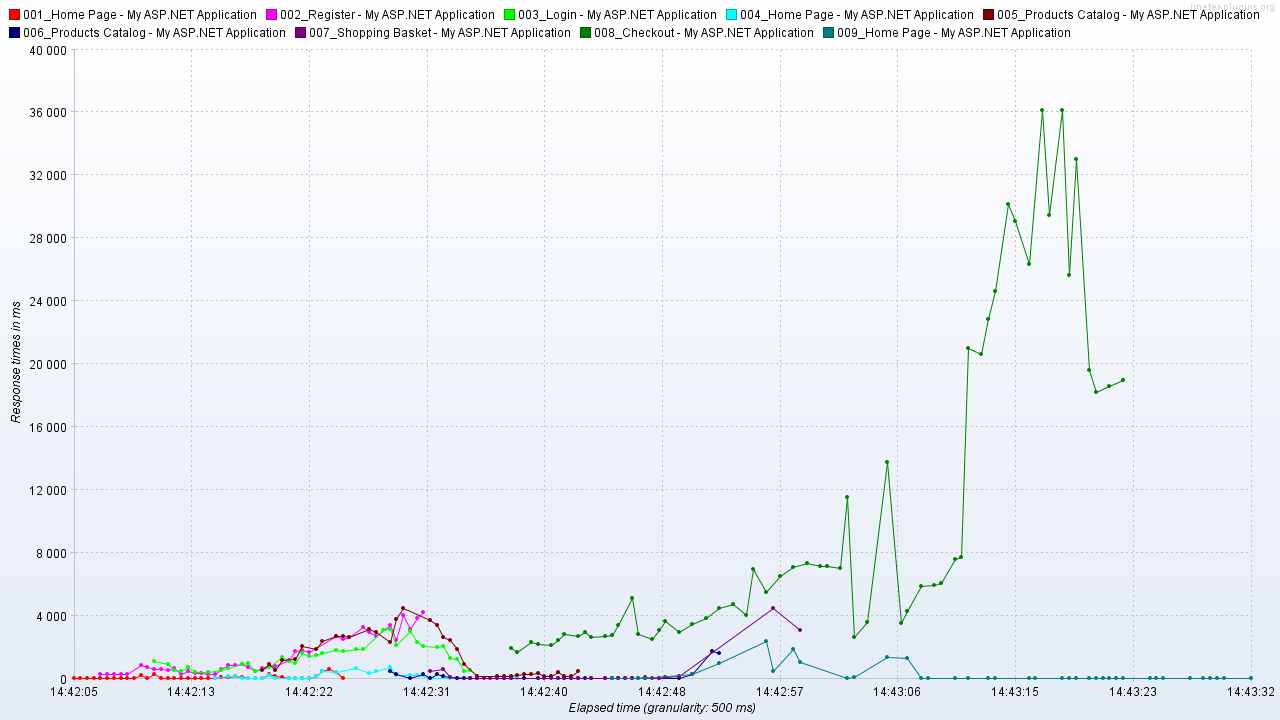 jmeter-plugins.org
001_Home Page - My ASP.NET Application 002_Register - My ASP.NET Application 003_Login - My ASP.NET Application 004_Home Page - My ASP.NET Application 005_Products Catalog - My ASP.NET Application
006_Products Catalog - My ASP.NET Application 007_Shopping Basket - My ASP.NET Application 008_Checkout - My ASP.NET Application 009_Home Page - My ASP.NET Application
40 000
36 000
32 000
28 000
24 000
20 000
16 000
12 000
8 000
4 000
0
Response times in ms
14:42:05 14:42:13 14:42:22 14:42:31 14:42:40 14:42:48 14:42:57 14:43:06 14:43:15 14:43:23 14:43:32
Elapsed time (granularity: 500 ms)